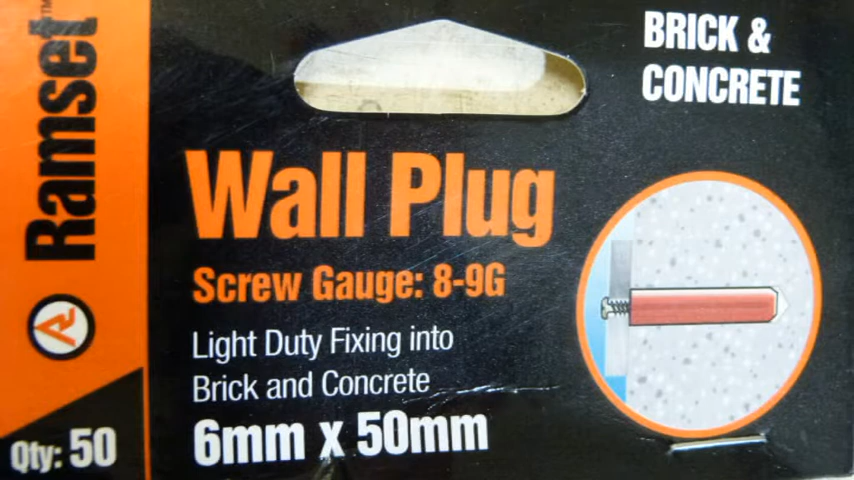 Ramset™
Qty: 50
BRICK &
CONCRETE
Wall Plug
Screw Gauge: 8-9G
Light Duty Fixing into
Brick and Concrete
6mm x 50mm